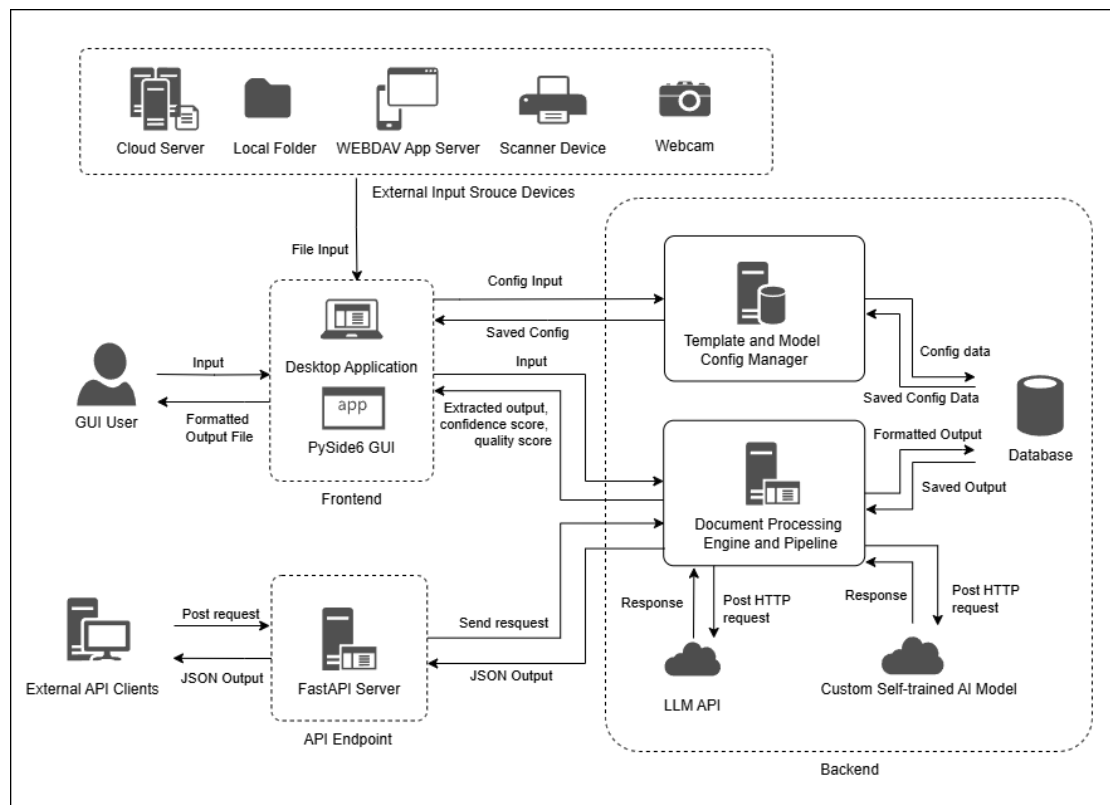 Cloud Server
Local Folder
WEBDAV App Server
Scanner Device
Webcam
External Input Srouce Devices
File Input
Config Input
Saved Config
Template and Model
Config Manager
Config data
Saved Config Data
Database
Input
GUI User
Formatted
Output File
Desktop Application
app
PySide6 GUI
Frontend
Input
Extracted output,
confidence score,
quality score
Formatted Output
Saved Output
Document Processing
Engine and Pipeline
Response
Post HTTP
request
LLM API
Response
Post HTTP
request
Custom Self-trained AI Model
Backend
Post request
JSON Output
External API Clients
FastAPI Server
API Endpoint
Send resquest
JSON Output